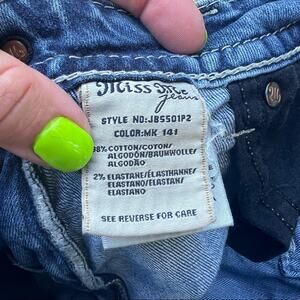 Miss Me
Jeans
STYLE NO:JB5501P2
COLOR:MK 141
98% COTTON/COTON/
ALGODÓN/BAUMWOLLE/
ALGODÃO
2% ELASTANE/ÉLASTHANNE/
ELASTANO/ELASTAN/
ELASTANO
SEE REVERSE FOR CARE